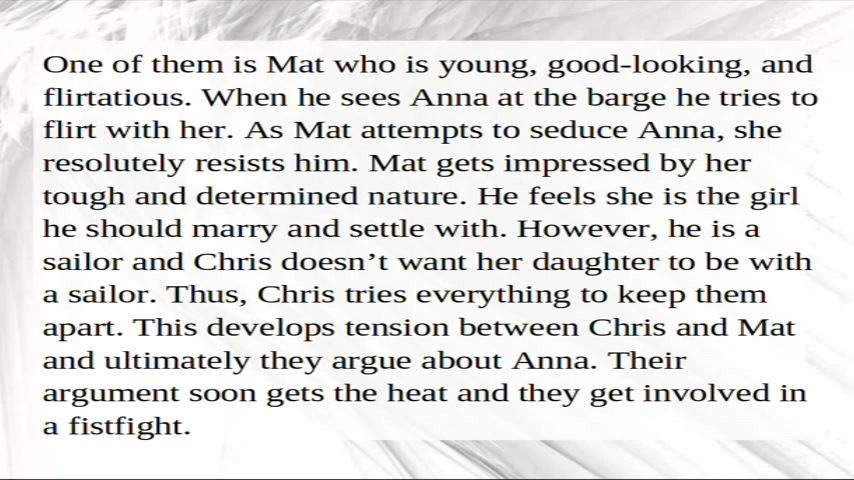 One of them is Mat who is young, good-looking, and
flirtatious. When he sees Anna at the barge he tries to
flirt with her. As Mat attempts to seduce Anna, she
resolutely resists him. Mat gets impressed by her
tough and determined nature. He feels she is the girl
he should marry and settle with. However, he is a
sailor and Chris doesn’t want her daughter to be with
a sailor. Thus, Chris tries everything to keep them
apart. This develops tension between Chris and Mat
and ultimately they argue about Anna. Their
argument soon gets the heat and they get involved in
a fistfight.